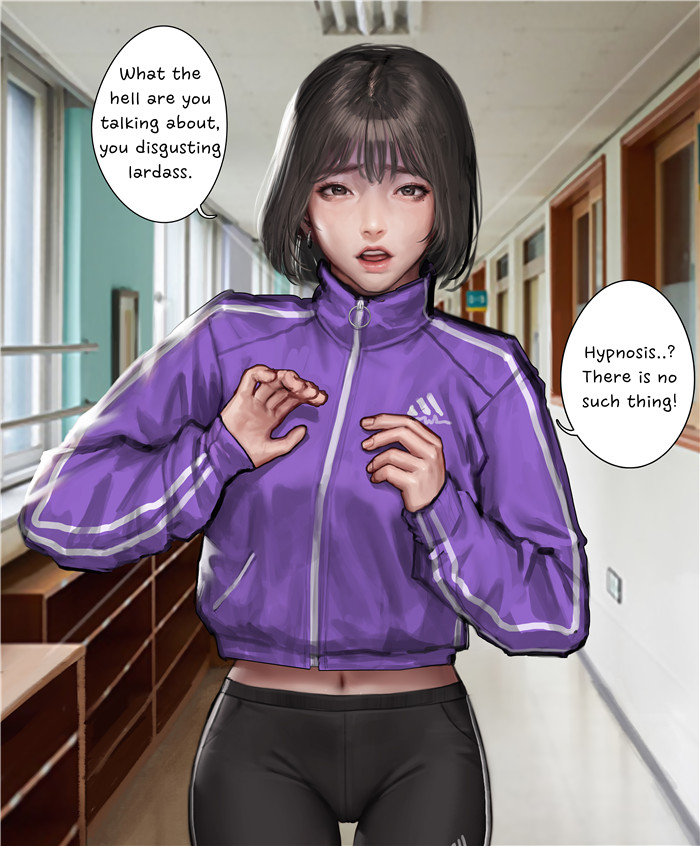 What the
hell are you
talking about,
you disgusting
lardass.
Hypnosis..?
There is no
such thing!